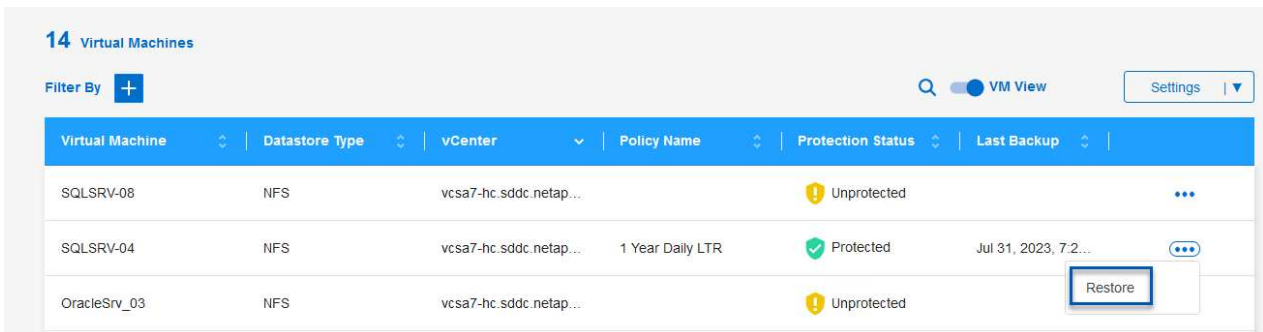 14 Virtual Machines
Filter By +
VM View
Settings
Virtual Machine Datastore Type vCenter Policy Name Protection Status Last Backup
SQLSRV-08 NFS vcsa7-hc.sddc.netap... Unprotected
SQLSRV-04 NFS vcsa7-hc.sddc.netap... 1 Year Daily LTR Protected Jul 31, 2023, 7:2...
Restore
OracleSrv_03 NFS vcsa7-hc.sddc.netap... Unprotected